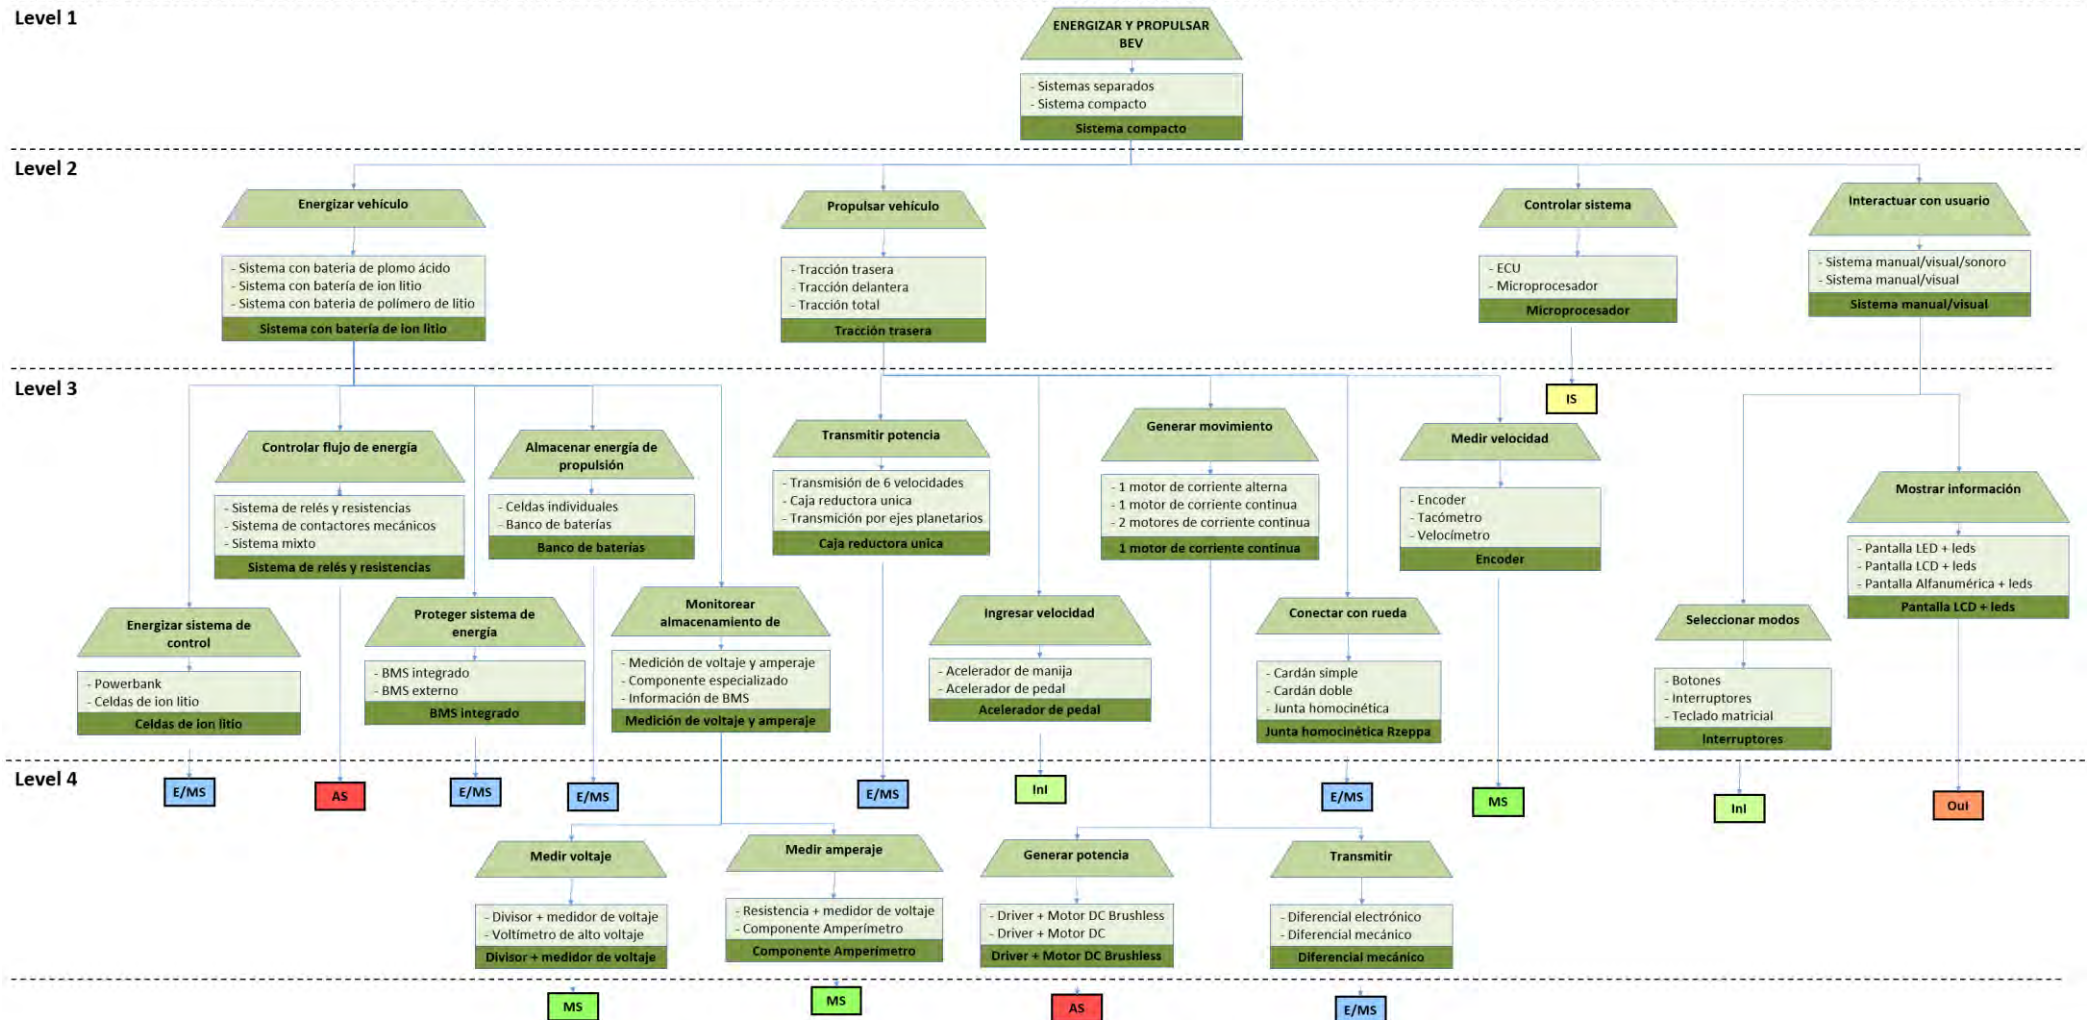 Level 1
ENERGIZAR Y PROPULSAR
BEV
- Sistemas separados
- Sistema compacto
Sistema compacto
Level 2
Energizar vehículo
- Sistema con bateria de plomo ácido
- Sistema con batería de ion litio
- Sistema con bateria de polímero de litio
Sistema con batería de ion litio
Propulsar vehículo
- Tracción trasera
- Tracción delantera
- Tracción total
Tracción trasera
Controlar sistema
- ECU
- Microprocesador
Microprocesador
IS
Interactuar con usuario
- Sistema manual/visual/sonoro
- Sistema manual/visual
Sistema manual/visual
Level 3
Energizar sistema de
control
- Powerbank
- Celdas de ion litio
Celdas de ion litio
Controlar flujo de energía
- Sistema de relés y resistencias
- Sistema de contactores mecánicos
- Sistema mixto
Sistema de relés y resistencias
Proteger sistema de
energía
- BMS integrado
- BMS externo
BMS integrado
Almacenar energía de
propulsión
- Celdas individuales
- Banco de baterías
Banco de baterías
Monitorear
almacenamiento de
- Medición de voltaje y amperaje
- Componente especializado
- Información de BMS
Medición de voltaje y amperaje
Transmitir potencia
- Transmisión de 6 velocidades
- Caja reductora unica
- Transmición por ejes planetarios
Caja reductora unica
Ingresar velocidad
- Acelerador de manija
- Acelerador de pedal
Acelerador de pedal
Generar movimiento
- 1 motor de corriente alterna
- 1 motor de corriente continua
- 2 motores de corriente continua
1 motor de corriente continua
Conectar con rueda
- Cardán simple
- Cardán doble
- Junta homocinética
Junta homocinética Rzeppa
Medir velocidad
- Encoder
- Tacómetro
- Velocímetro
Encoder
Seleccionar modos
- Botones
- Interruptores
- Teclado matricial
Interruptores
Mostrar información
- Pantalla LED + leds
- Pantalla LCD + leds
- Pantalla Alfanumérica + leds
Pantalla LCD + leds
Level 4
E/MS
AS
E/MS
E/MS
E/MS
InI
E/MS
MS
InI
OuI
Medir voltaje
- Divisor + medidor de voltaje
- Voltímetro de alto voltaje
Divisor + medidor de voltaje
Medir amperaje
- Resistencia + medidor de voltaje
- Componente Amperímetro
Componente Amperímetro
Generar potencia
- Driver + Motor DC Brushless
- Driver + Motor DC
Driver + Motor DC Brushless
Transmitir
- Diferencial electrónico
- Diferencial mecánico
Diferencial mecánico
MS
MS
AS
E/MS